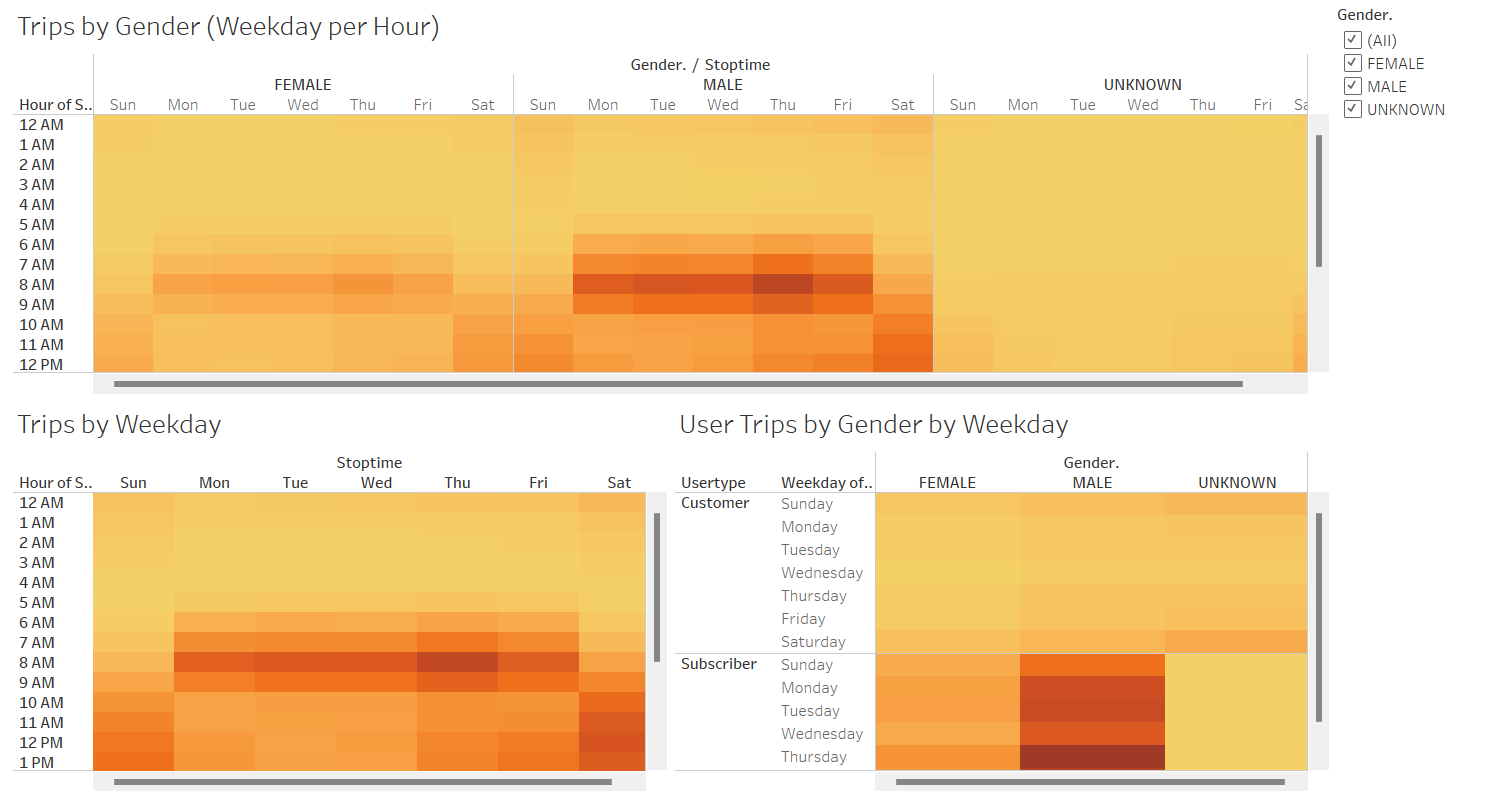 Trips by Gender (Weekday per Hour)
Gender.
(All)
FEMALE
MALE
UNKNOWN
Gender. / Stoptime
FEMALE MALE UNKNOWN
Hour of S.. Sun Mon Tue Wed Thu Fri Sat Sun Mon Tue Wed Thu Fri Sat Sun Mon Tue Wed Thu Fri Sa
12 AM
1 AM
2 AM
3 AM
4 AM
5 AM
6 AM
7 AM
8 AM
9 AM
10 AM
11 AM
12 PM
Trips by Weekday
Stoptime
Hour of S.. Sun Mon Tue Wed Thu Fri Sat
12 AM
1 AM
2 AM
3 AM
4 AM
5 AM
6 AM
7 AM
8 AM
9 AM
10 AM
11 AM
12 PM
1 PM
User Trips by Gender by Weekday
Gender.
Usertype Weekday of.. FEMALE MALE UNKNOWN
Customer Sunday
Monday
Tuesday
Wednesday
Thursday
Friday
Saturday
Subscriber Sunday
Monday
Tuesday
Wednesday
Thursday